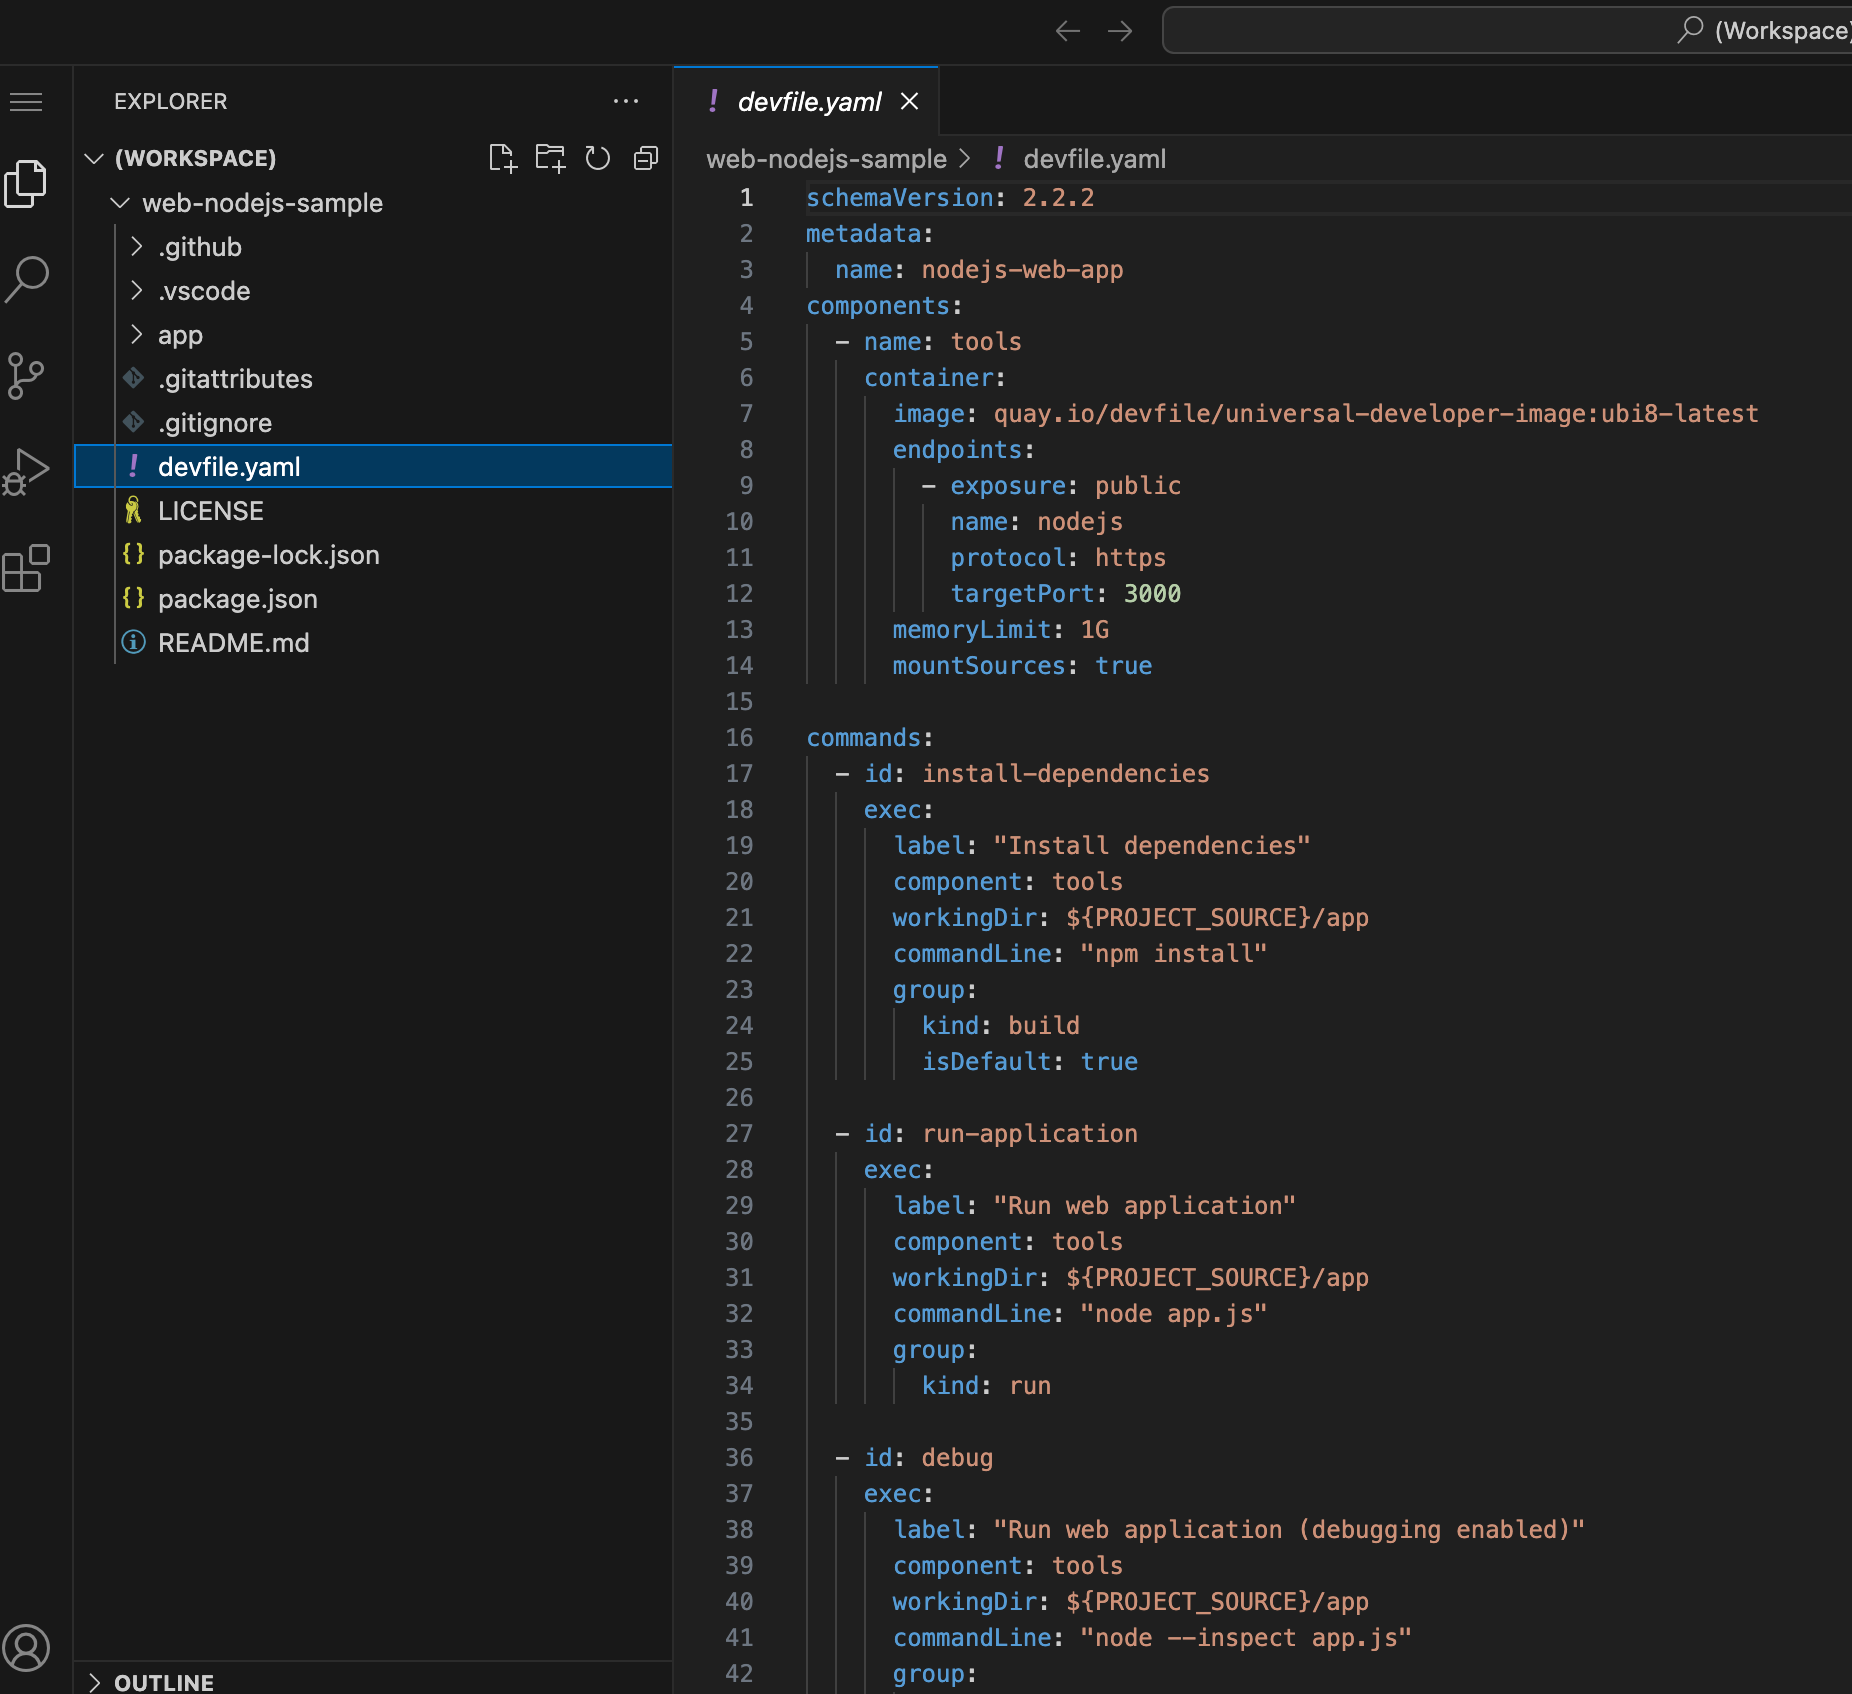 (Workspace)
EXPLORER
(WORKSPACE)
web-nodejs-sample
.github
.vscode
app
.gitattributes
.gitignore
devfile.yaml
LICENSE
package-lock.json
package.json
README.md
OUTLINE
devfile.yaml
web-nodejs-sample > devfile.yaml
1 schemaVersion: 2.2.2
2 metadata:
3   name: nodejs-web-app
4 components:
5   - name: tools
6     container:
7       image: quay.io/devfile/universal-developer-image:ubi8-latest
8       endpoints:
9         - exposure: public
10           name: nodejs
11           protocol: https
12           targetPort: 3000
13       memoryLimit: 1G
14       mountSources: true
15
16 commands:
17   - id: install-dependencies
18     exec:
19       label: "Install dependencies"
20       component: tools
21       workingDir: ${PROJECT_SOURCE}/app
22       commandLine: "npm install"
23       group:
24         kind: build
25         isDefault: true
26
27   - id: run-application
28     exec:
29       label: "Run web application"
30       component: tools
31       workingDir: ${PROJECT_SOURCE}/app
32       commandLine: "node app.js"
33       group:
34         kind: run
35
36   - id: debug
37     exec:
38       label: "Run web application (debugging enabled)"
39       component: tools
40       workingDir: ${PROJECT_SOURCE}/app
41       commandLine: "node --inspect app.js"
42       group: